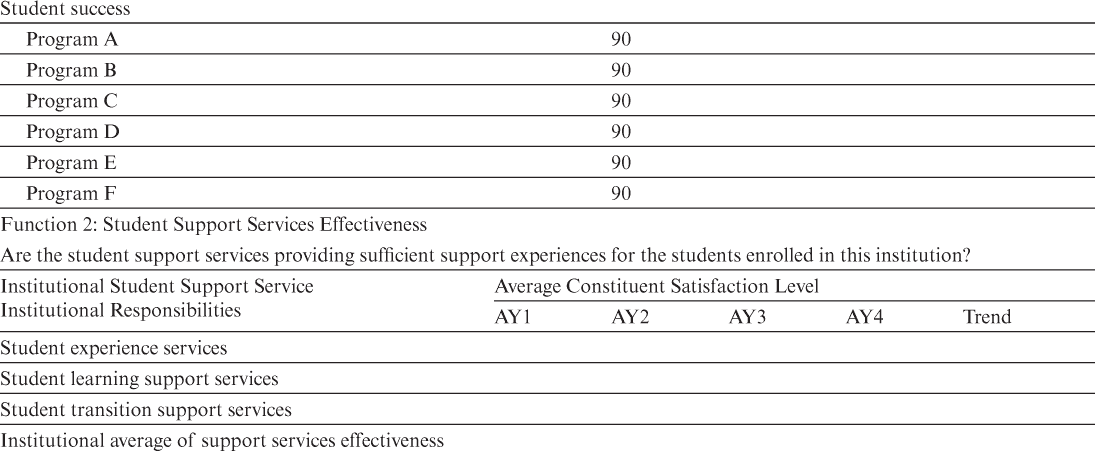 Student success
Program A 90
Program B 90
Program C 90
Program D 90
Program E 90
Program F 90
Function 2: Student Support Services Effectiveness
Are the student support services providing sufficient support experiences for the students enrolled in this institution?
Institutional Student Support Service Average Constituent Satisfaction Level
Institutional Responsibilities
AY1 AY2 AY3 AY4 Trend
Student experience services
Student learning support services
Student transition support services
Institutional average of support services effectiveness